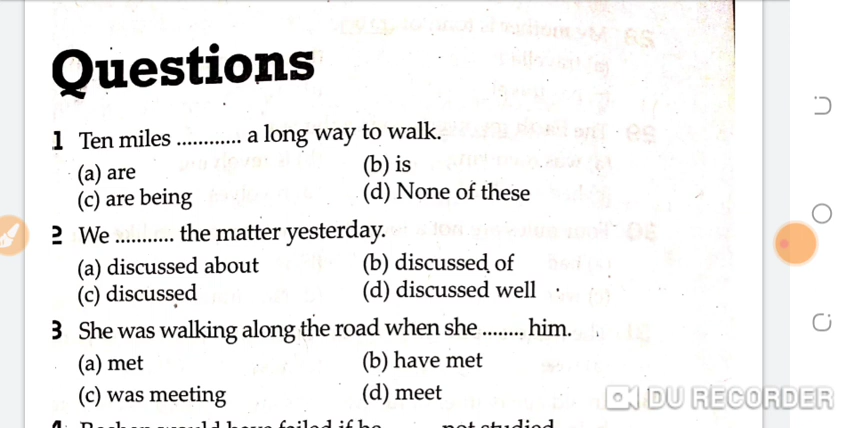 Questions
1 Ten miles ............ a long way to walk.
(a) are (b) is
(c) are being (d) None of these
2 We ........... the matter yesterday.
(a) discussed about (b) discussed of
(c) discussed (d) discussed well
3 She was walking along the road when she ........ him.
(a) met (b) have met
(c) was meeting (d) meet
DU RECORDER